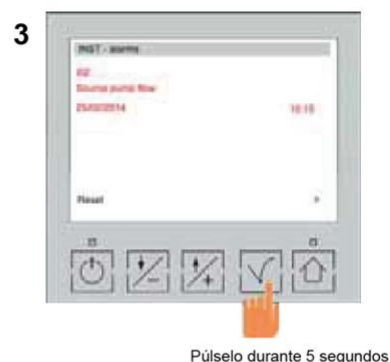 3
INST - alarms
02
Source pump flow
25/02/2014 10:15
Reset
Púlselo durante 5 segundos